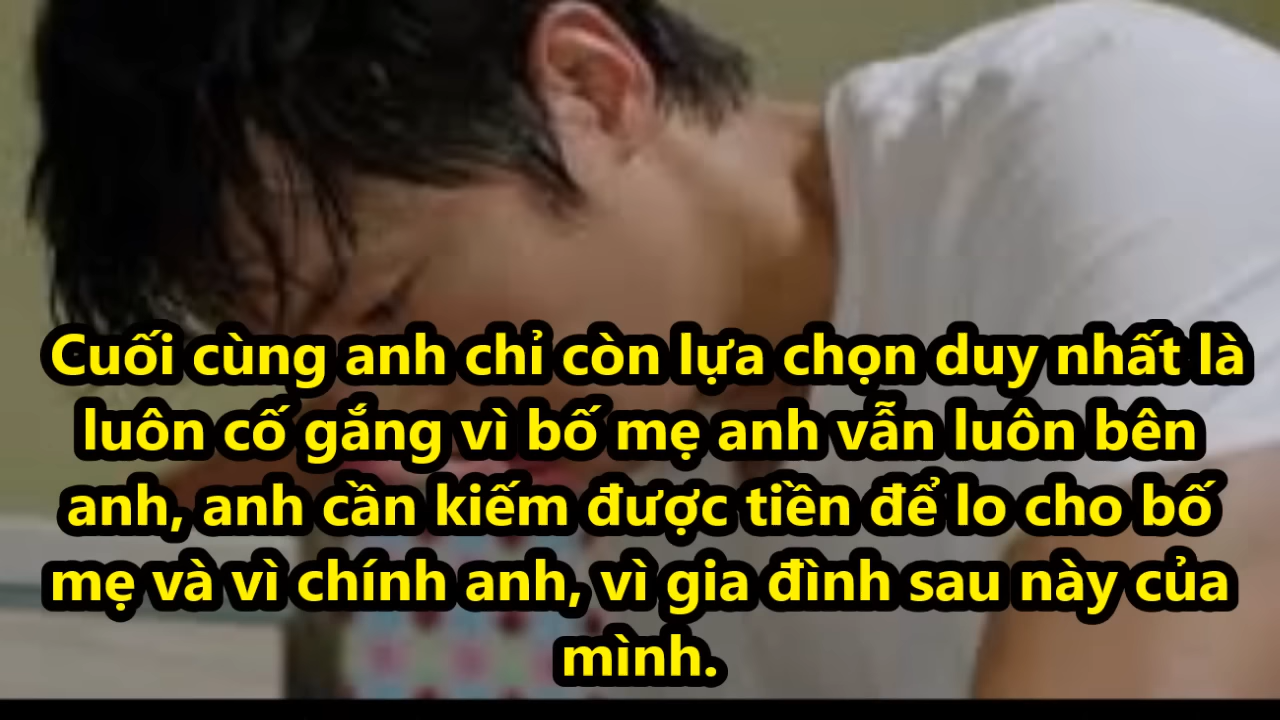 Cuối cùng anh chỉ còn lựa chọn duy nhất là
luôn cố gắng vì bố mẹ anh vẫn luôn bên
anh, anh cần kiếm được tiền để lo cho bố
mẹ và vì chính anh, vì gia đình sau này của
mình.